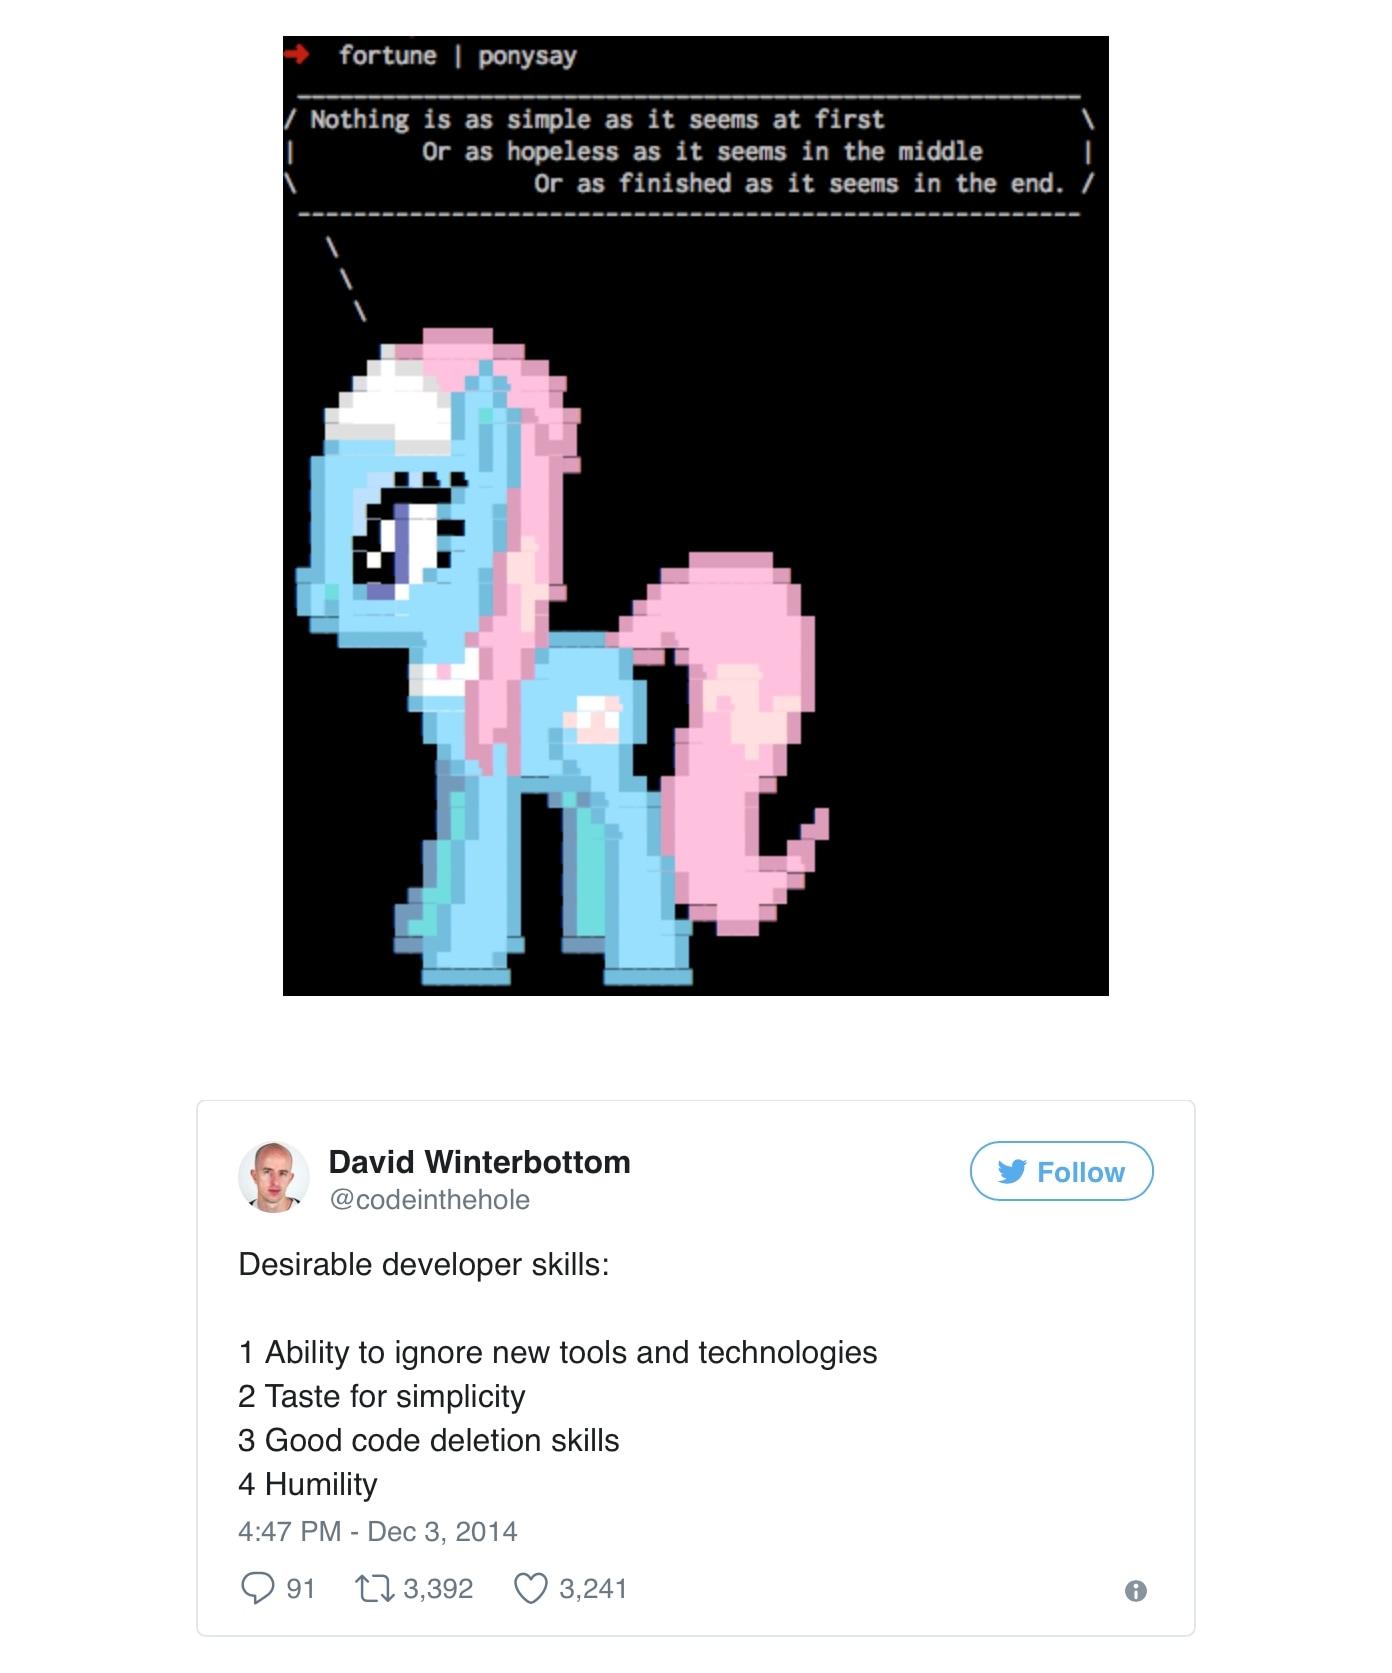 fortune | ponysay
Nothing is as simple as it seems at first
Or as hopeless as it seems in the middle
Or as finished as it seems in the end.
David Winterbottom
@codeinthehole
Follow
Desirable developer skills:
1 Ability to ignore new tools and technologies
2 Taste for simplicity
3 Good code deletion skills
4 Humility
4:47 PM - Dec 3, 2014
91 3,392 3,241